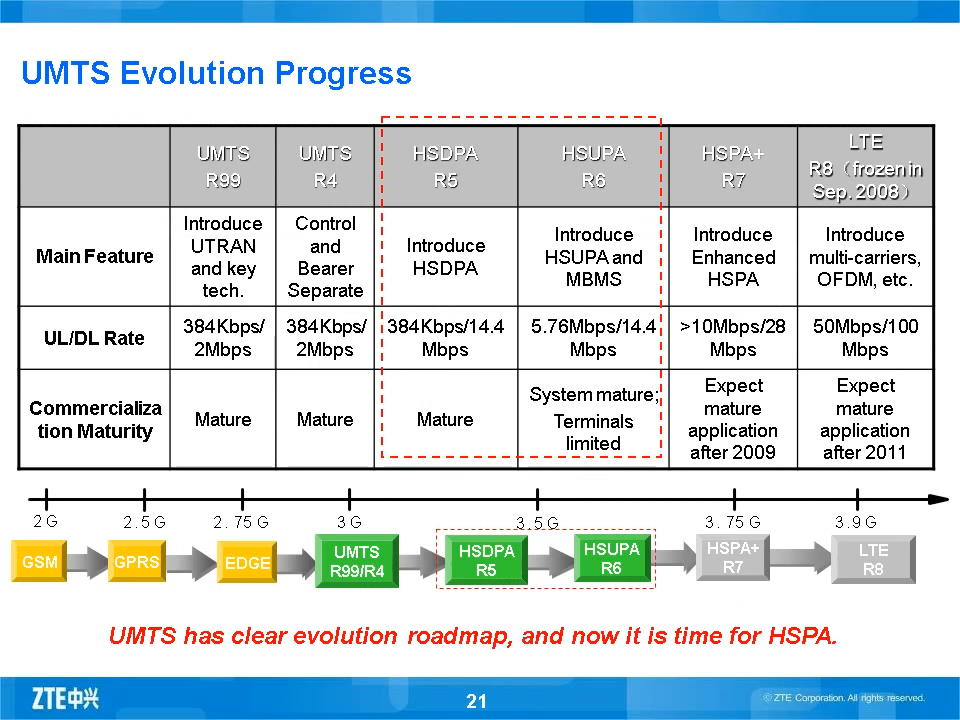 UMTS Evolution Progress
UMTS
R99
UMTS
R4
HSDPA
R5
HSUPA
R6
HSPA+
R7
LTE
R8（frozen in
Sep. 2008）
Main Feature
Introduce
UTRAN
and key
tech.
Control
and
Bearer
Separate
Introduce
HSDPA
Introduce
HSUPA and
MBMS
Introduce
Enhanced
HSPA
Introduce
multi-carriers,
OFDM, etc.
UL/DL Rate
384Kbps/
2Mbps
384Kbps/
2Mbps
384Kbps/14.4
Mbps
5.76Mbps/14.4
Mbps
>10Mbps/28
Mbps
50Mbps/100
Mbps
Commercializa
tion Maturity
Mature
Mature
Mature
System mature;
Terminals
limited
Expect
mature
application
after 2009
Expect
mature
application
after 2011
2G
2.5G
2.75G
3G
3.5G
3.75G
3.9G
GSM
GPRS
EDGE
UMTS
R99/R4
HSDPA
R5
HSUPA
R6
HSPA+
R7
LTE
R8
UMTS has clear evolution roadmap, and now it is time for HSPA.
ZTE中兴
21
© ZTE Corporation. All rights reserved.